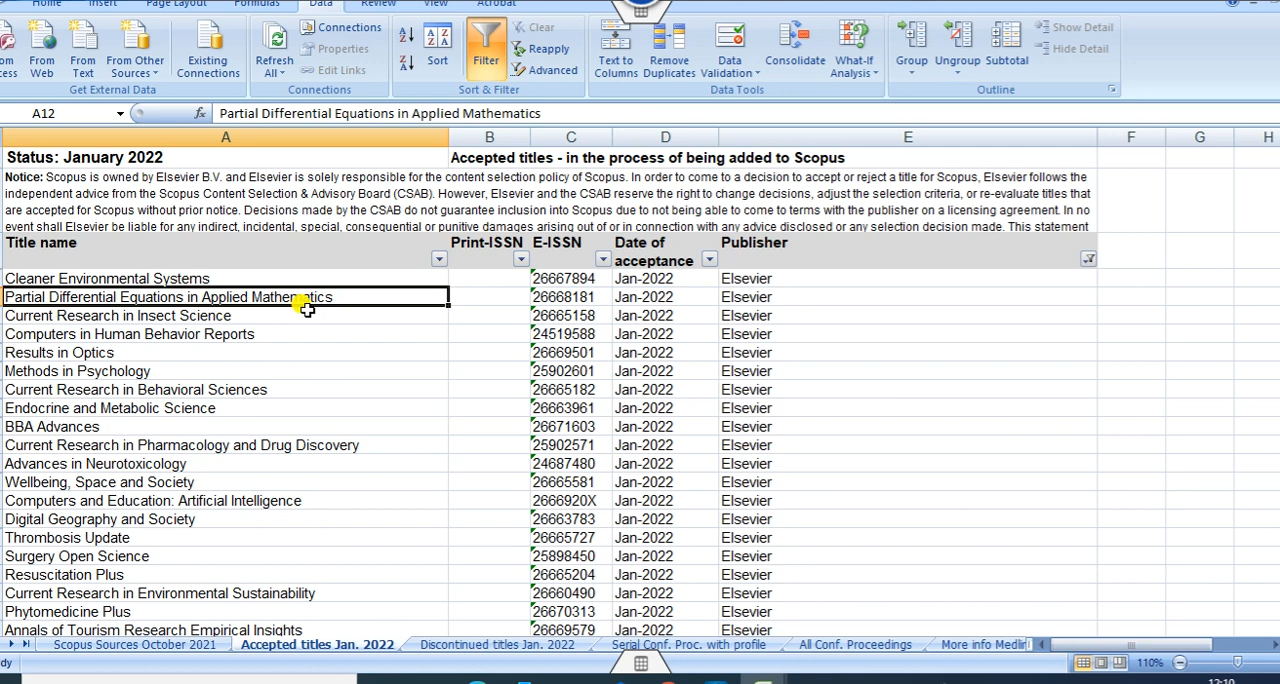 Home Insert Page Layout Formulas Data Review View Acrobat
From Web
From Text
From Other Sources
Existing Connections
Refresh All
Connections
Properties
Edit Links
Sort
Filter
Clear
Reapply
Advanced
Text to Columns
Remove Duplicates
Data Validation
Consolidate
What-If Analysis
Group
Ungroup
Subtotal
Show Detail
Hide Detail
Get External Data Connections Sort & Filter Data Tools Outline
A12 fx Partial Differential Equations in Applied Mathematics
A B C D E F G H
Status: January 2022 Accepted titles - in the process of being added to Scopus
Notice: Scopus is owned by Elsevier B.V. and Elsevier is solely responsible for the content selection policy of Scopus. In order to come to a decision to accept or reject a title for Scopus, Elsevier follows the
independent advice from the Scopus Content Selection & Advisory Board (CSAB). However, Elsevier and the CSAB reserve the right to change decisions, adjust the selection criteria, or re-evaluate titles that
are accepted for Scopus without prior notice. Decisions made by the CSAB do not guarantee inclusion into Scopus due to not being able to come to terms with the publisher on a licensing agreement. In no
event shall Elsevier be liable for any indirect, incidental, special, consequential or punitive damages arising out of or in connection with any advice disclosed or any selection decision made. This statement
Title name Print-ISSN E-ISSN Date of acceptance Publisher
Cleaner Environmental Systems 26667894 Jan-2022 Elsevier
Partial Differential Equations in Applied Mathematics 26668181 Jan-2022 Elsevier
Current Research in Insect Science 26665158 Jan-2022 Elsevier
Computers in Human Behavior Reports 24519588 Jan-2022 Elsevier
Results in Optics 26669501 Jan-2022 Elsevier
Methods in Psychology 25902601 Jan-2022 Elsevier
Current Research in Behavioral Sciences 26665182 Jan-2022 Elsevier
Endocrine and Metabolic Science 26663961 Jan-2022 Elsevier
BBA Advances 26671603 Jan-2022 Elsevier
Current Research in Pharmacology and Drug Discovery 25902571 Jan-2022 Elsevier
Advances in Neurotoxicology 24687480 Jan-2022 Elsevier
Wellbeing, Space and Society 26665581 Jan-2022 Elsevier
Computers and Education: Artificial Intelligence 2666920X Jan-2022 Elsevier
Digital Geography and Society 26663783 Jan-2022 Elsevier
Thrombosis Update 26665727 Jan-2022 Elsevier
Surgery Open Science 25898450 Jan-2022 Elsevier
Resuscitation Plus 26665204 Jan-2022 Elsevier
Current Research in Environmental Sustainability 26660490 Jan-2022 Elsevier
Phytomedicine Plus 26670313 Jan-2022 Elsevier
Annals of Tourism Research Empirical Insights 26669579 Jan-2022 Elsevier
Scopus Sources October 2021 Accepted titles Jan. 2022 Discontinued titles Jan. 2022 Serial Conf. Proc. with profile All Conf. Proceedings More info Medlin
110%
12:10